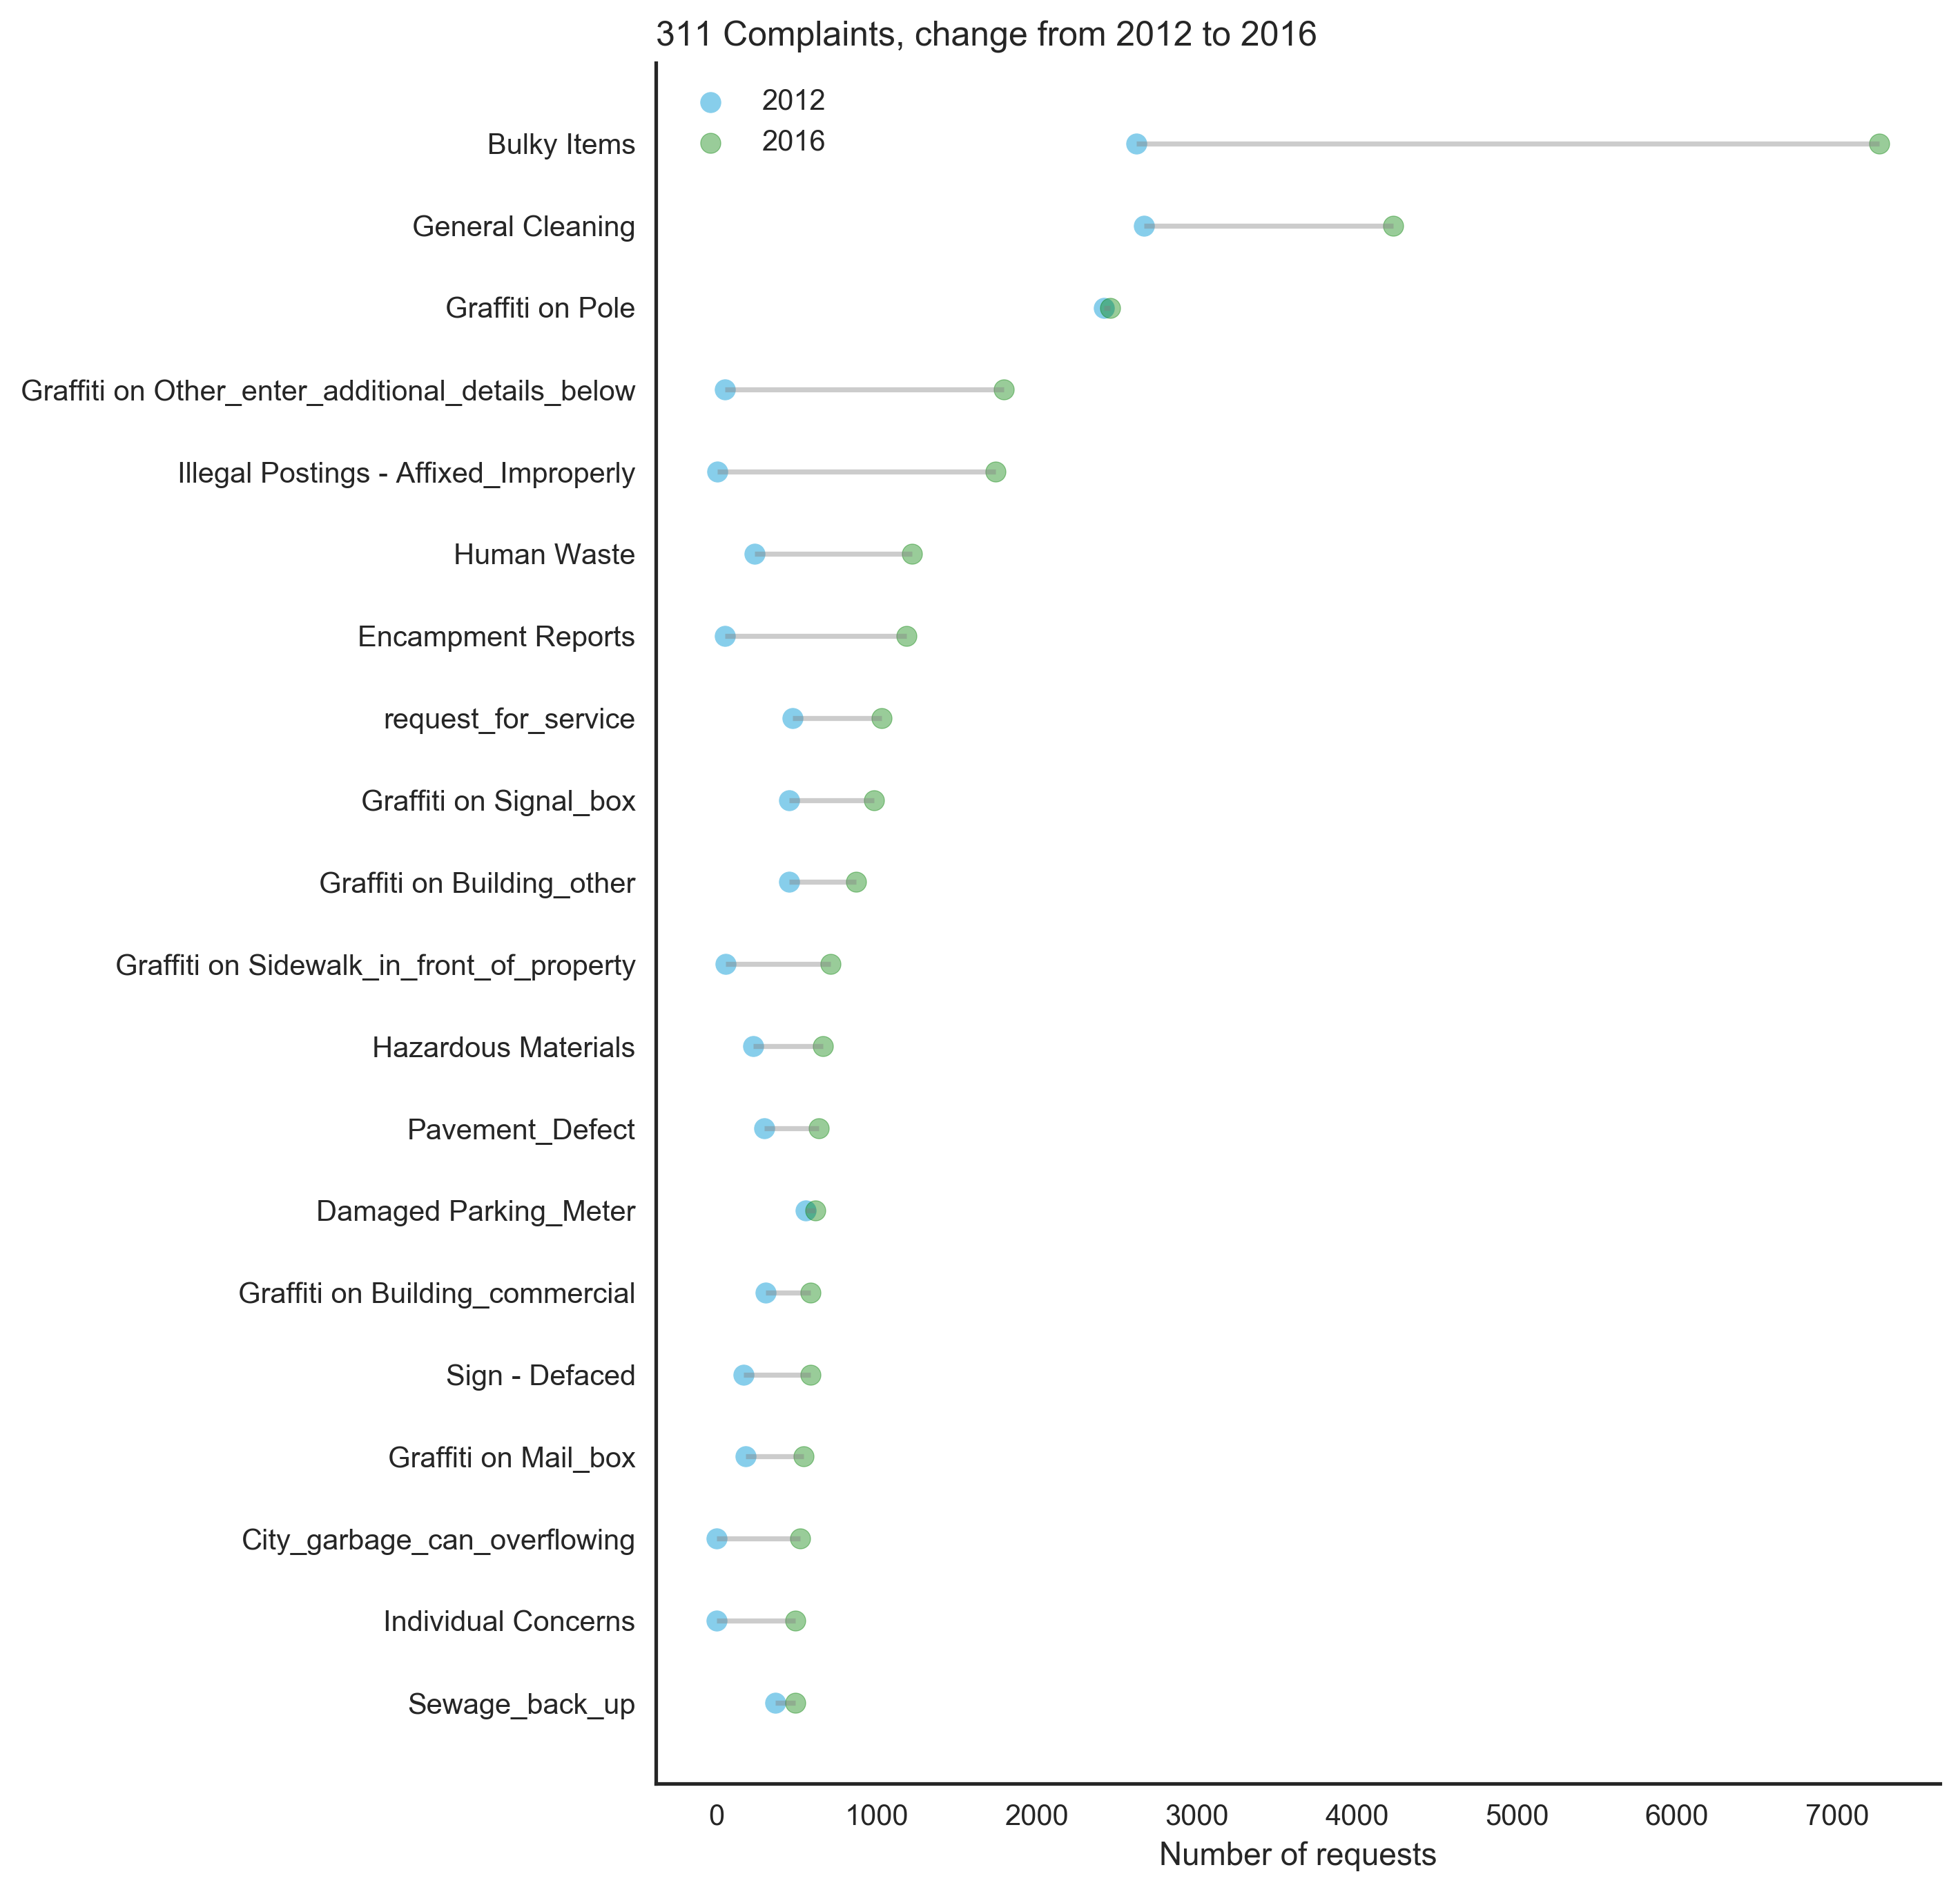 311 Complaints, change from 2012 to 2016
2012
2016
Bulky Items
General Cleaning
Graffiti on Pole
Graffiti on Other_enter_additional_details_below
Illegal Postings - Affixed_Improperly
Human Waste
Encampment Reports
request_for_service
Graffiti on Signal_box
Graffiti on Building_other
Graffiti on Sidewalk_in_front_of_property
Hazardous Materials
Pavement_Defect
Damaged Parking_Meter
Graffiti on Building_commercial
Sign - Defaced
Graffiti on Mail_box
City_garbage_can_overflowing
Individual Concerns
Sewage_back_up
0 1000 2000 3000 4000 5000 6000 7000
Number of requests